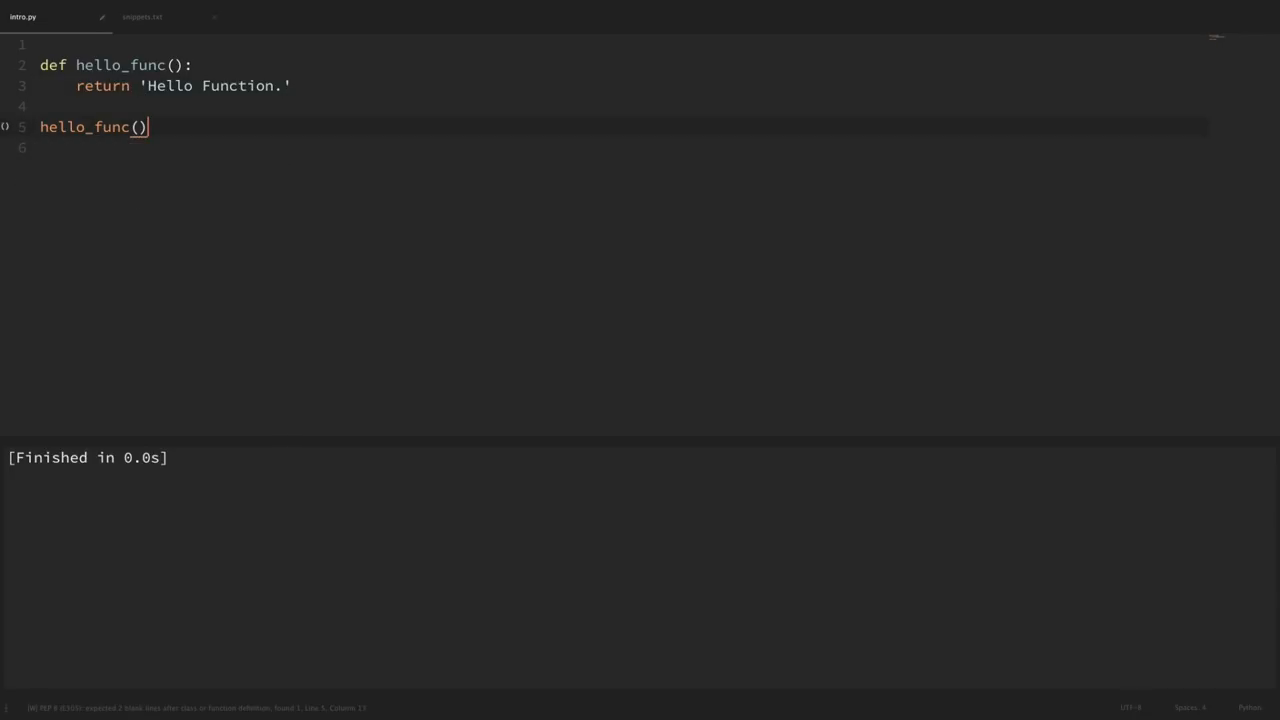 intro.py
snippets.txt
1
2 def hello_func():
3 return 'Hello Function.'
4
5 hello_func()
6
[Finished in 0.0s]
[W] PEP 8 (E305): expected 2 blank lines after class or function definition, found 1, Line 5, Column 13
UTF-8 Spaces: 4 Python